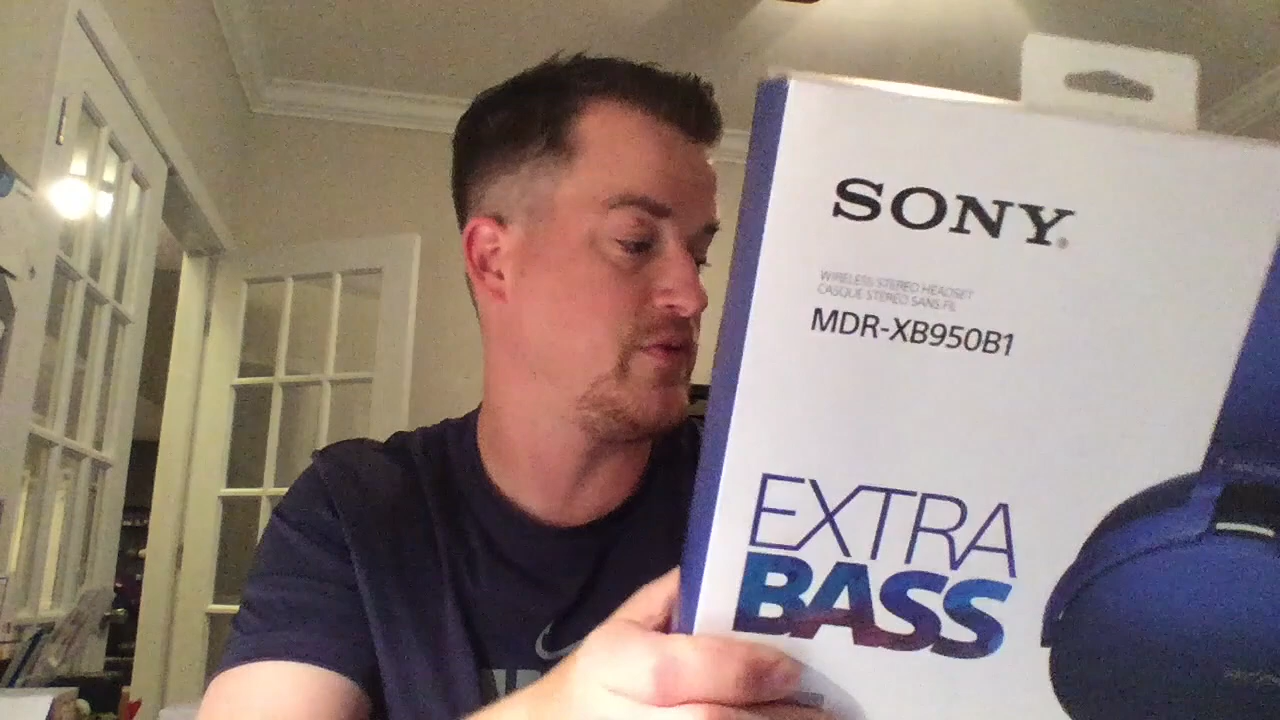 SONY®
WIRELESS STEREO HEADSET
CASQUE STÉRÉO SANS FIL
MDR-XB950B1
EXTRA
BASS